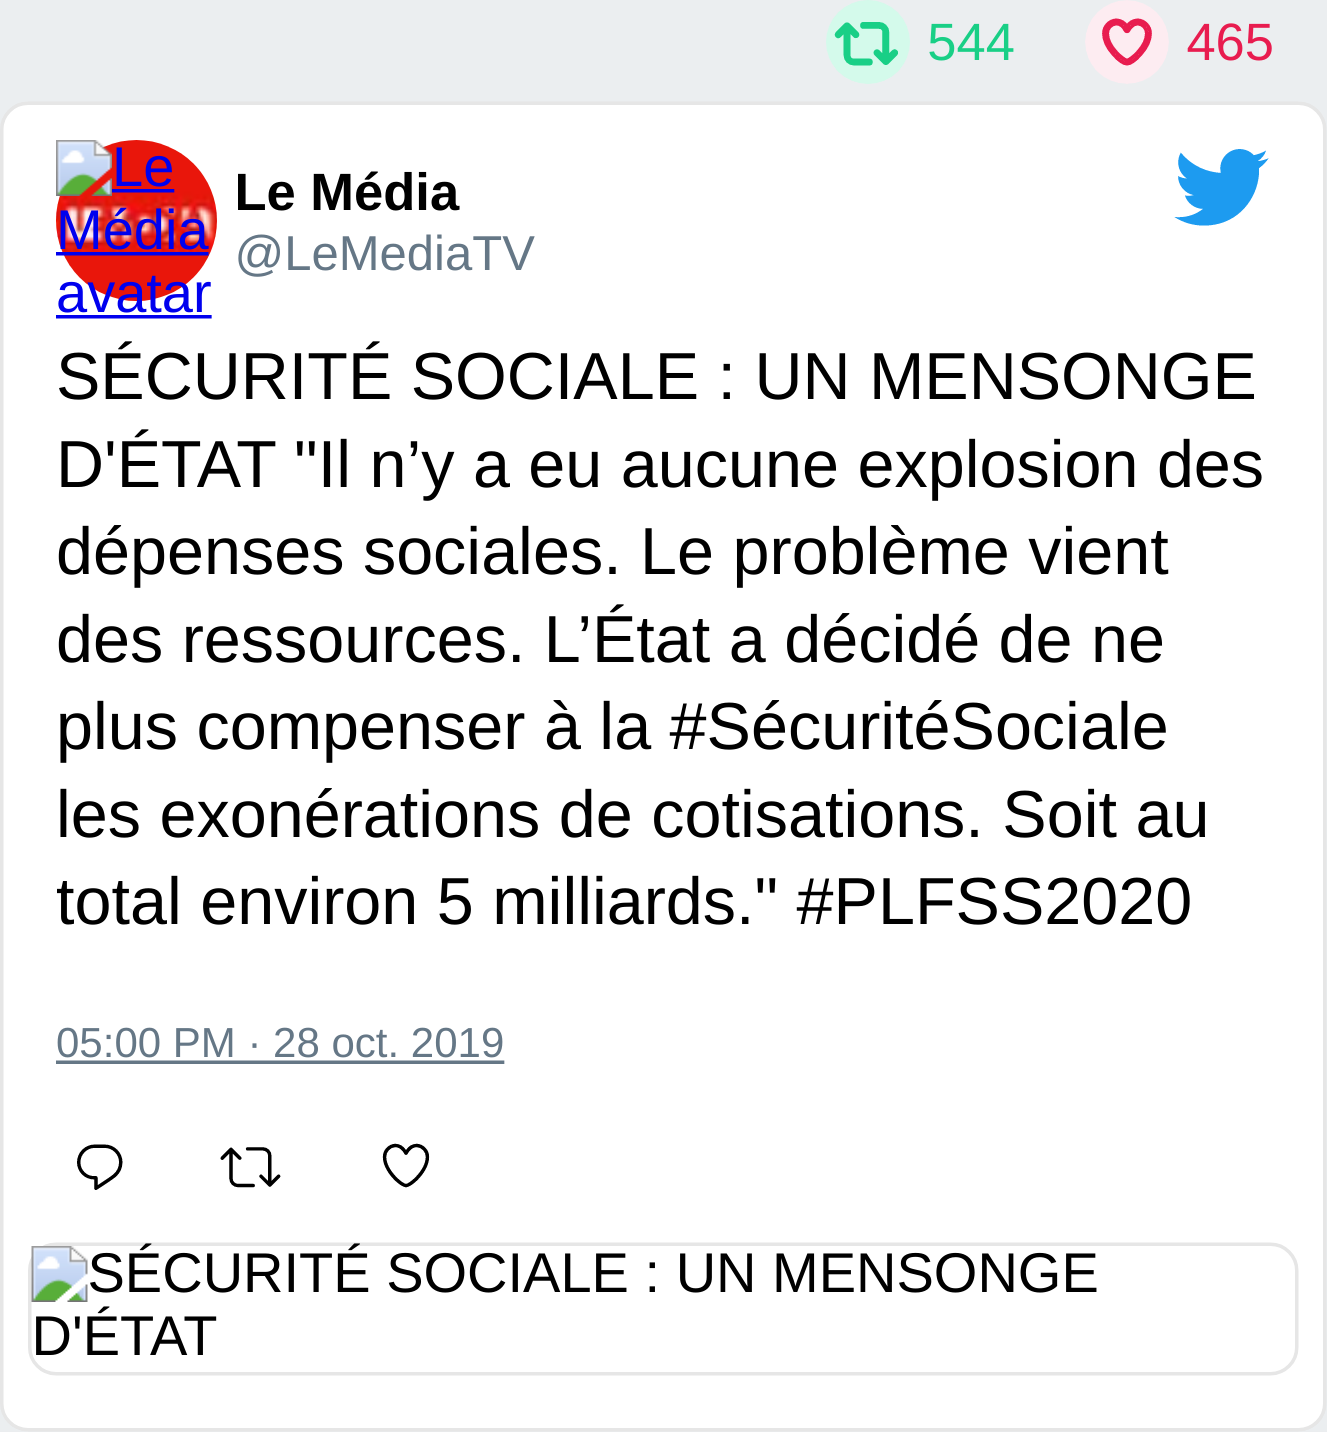 544 465
Le
Média
avatar
Le Média
@LeMediaTV
SÉCURITÉ SOCIALE : UN MENSONGE
D'ÉTAT "Il n’y a eu aucune explosion des
dépenses sociales. Le problème vient
des ressources. L’État a décidé de ne
plus compenser à la #SécuritéSociale
les exonérations de cotisations. Soit au
total environ 5 milliards." #PLFSS2020
05:00 PM · 28 oct. 2019
SÉCURITÉ SOCIALE : UN MENSONGE
D'ÉTAT